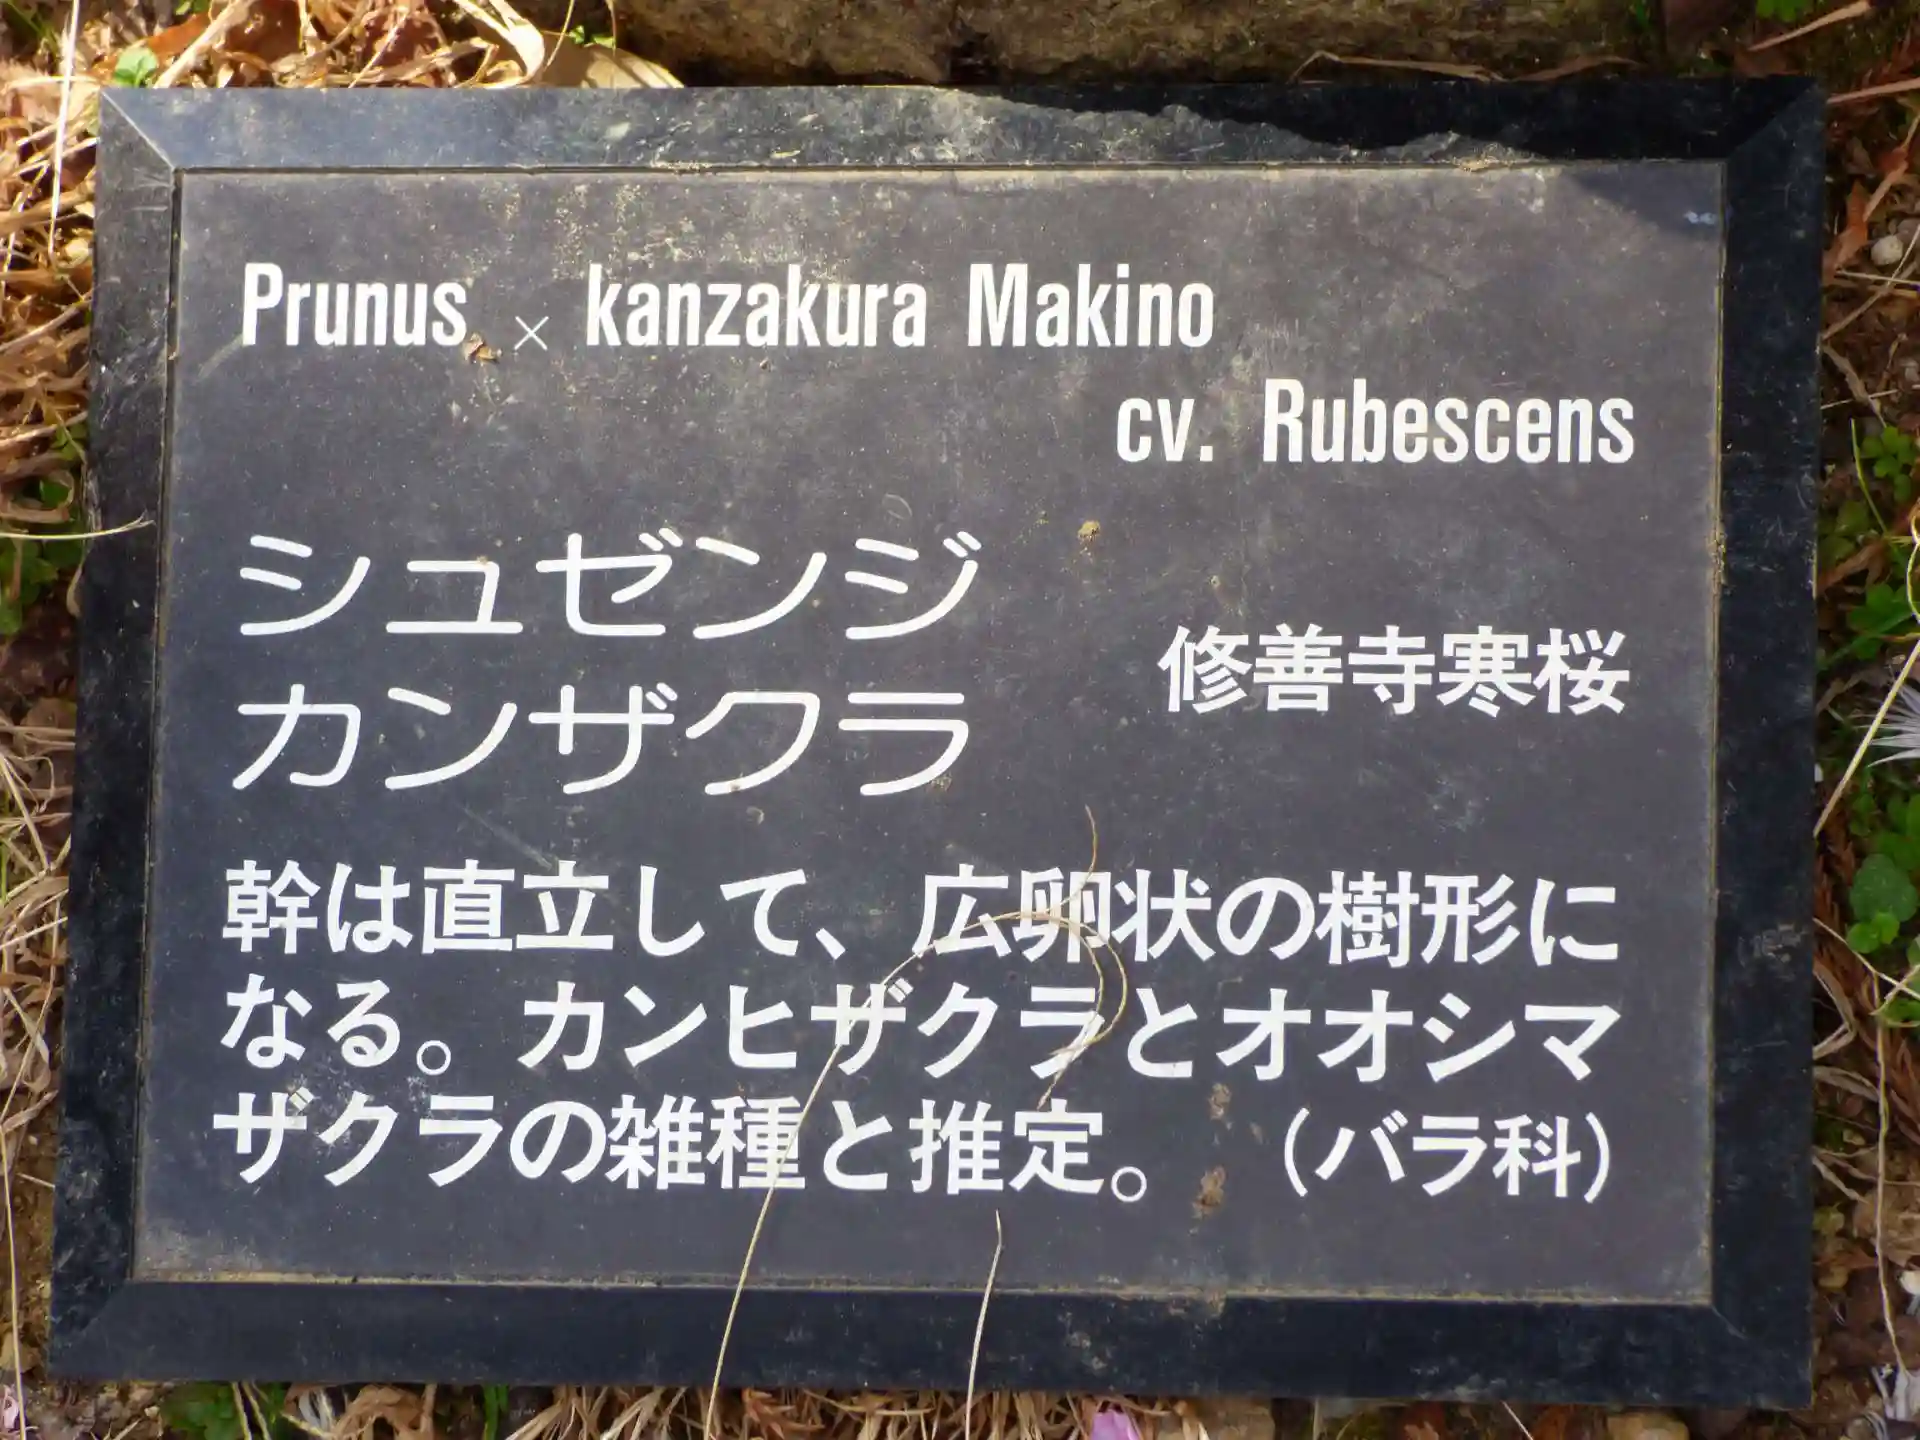 Prunus × kanzakura Makino
cv. Rubescens
シュゼンジ
カンザクラ
修善寺寒桜
幹は直立して、広卵状の樹形に
なる。カンヒザクラとオオシマ
ザクラの雑種と推定。（バラ科）